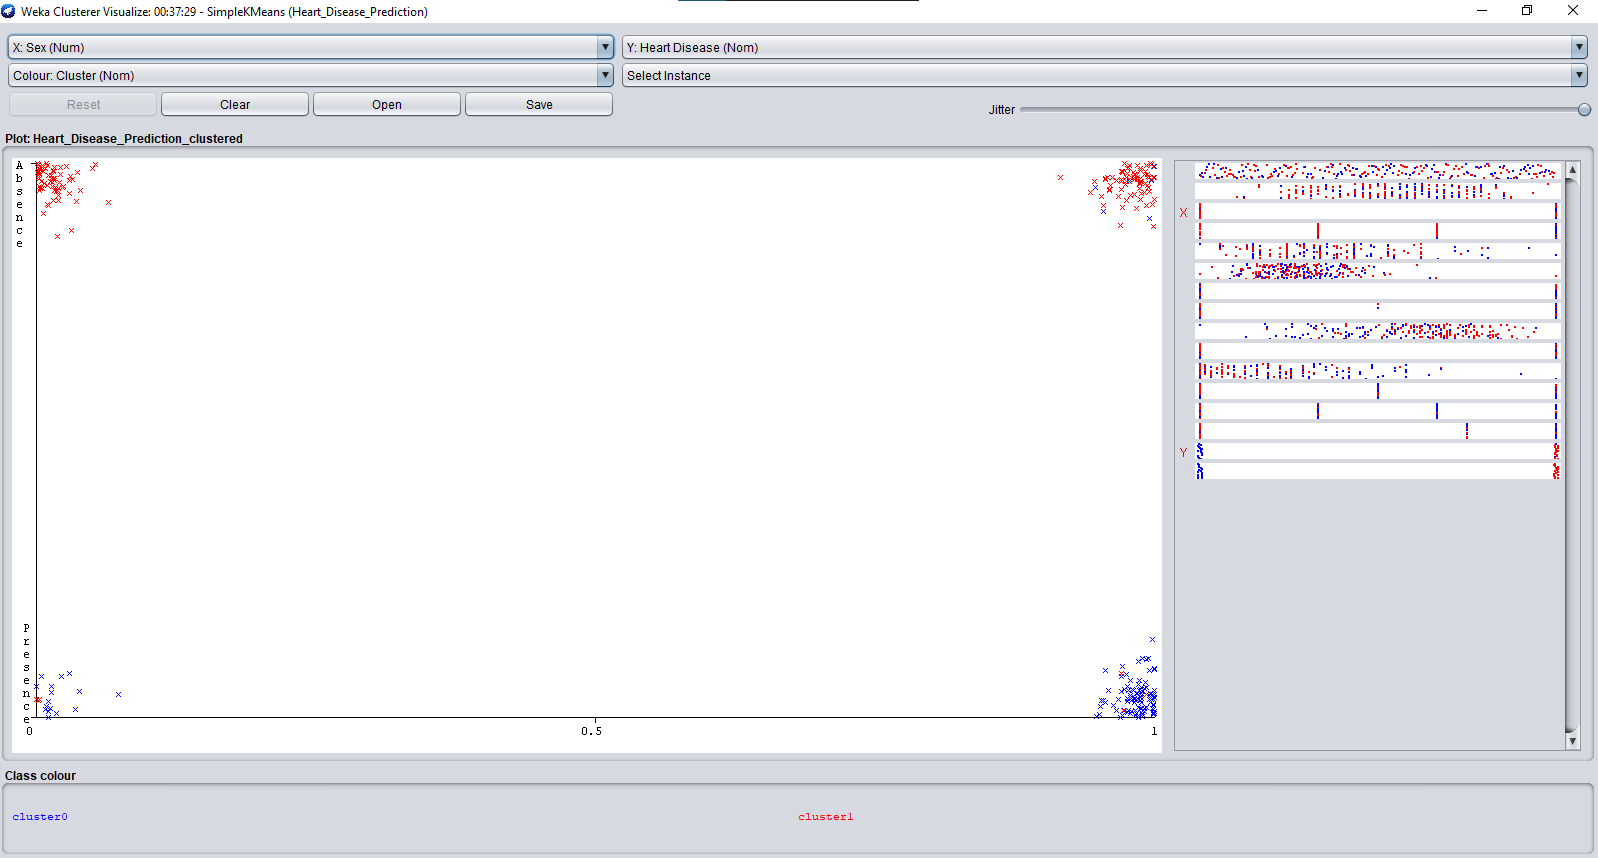 Weka Clusterer Visualize: 00:37:29 - SimpleKMeans (Heart_Disease_Prediction)
X: Sex (Num)
Y: Heart Disease (Nom)
Colour: Cluster (Nom)
Select Instance
Reset
Clear
Open
Save
Jitter
Plot: Heart_Disease_Prediction_clustered
Absence
Presence
0
0.5
1
X
Y
Class colour
cluster0
cluster1